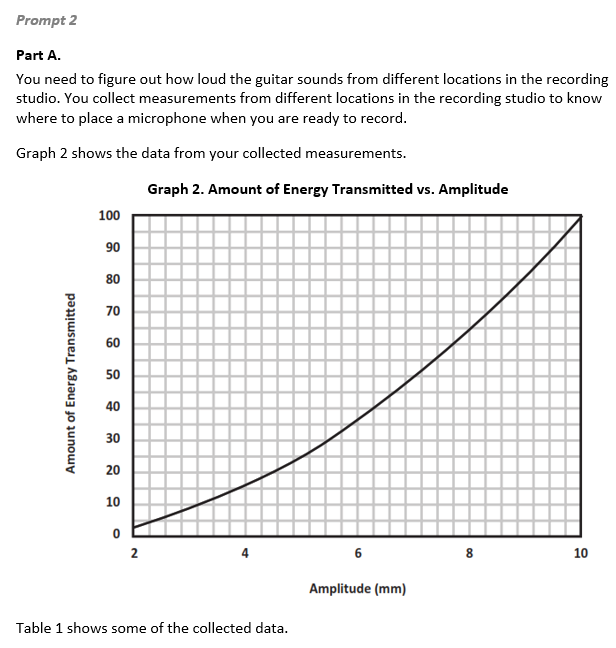 Prompt 2
Part A.
You need to figure out how loud the guitar sounds from different locations in the recording
studio. You collect measurements from different locations in the recording studio to know
where to place a microphone when you are ready to record.
Graph 2 shows the data from your collected measurements.
Graph 2. Amount of Energy Transmitted vs. Amplitude
100
90
80
70
60
50
40
30
20
10
0
Amount of Energy Transmitted
2 4 6 8 10
Amplitude (mm)
Table 1 shows some of the collected data.